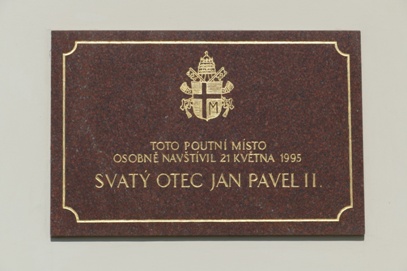 M
TOTO POUTNÍ MÍSTO
OSOBNĚ NAVŠTÍVIL 21 KVĚTNA 1995
SVATÝ OTEC JAN PAVEL II.